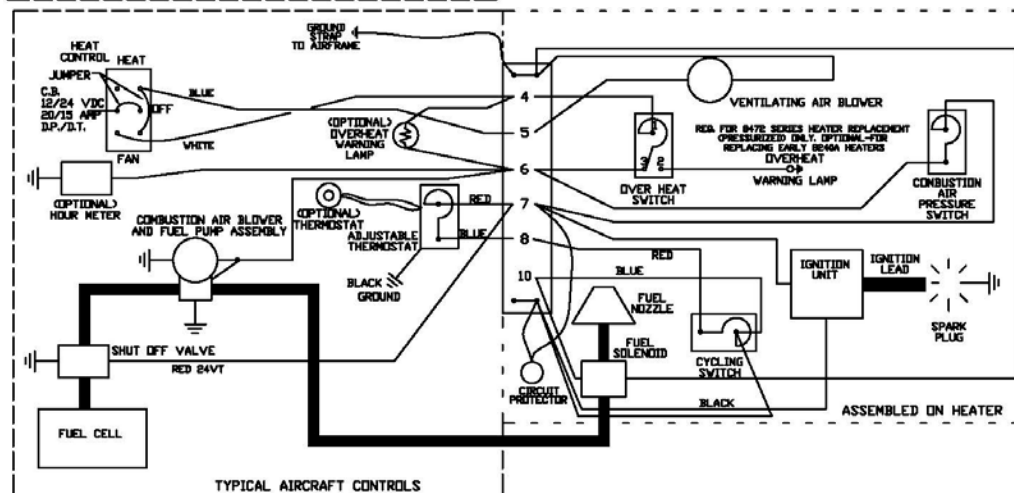 GROUND
STRAP
TO AIRFRAME
HEAT
CONTROL
HEAT
JUMPER
C.B.
12/24 VDC
20/15 AMP
D.P./D.T.
OFF
BLUE
WHITE
FAN
(OPTIONAL)
OVERHEAT
WARNING
LAMP
4
5
6
7
8
10
VENTILATING AIR BLOWER
REQ. FOR 8472 SERIES HEATER REPLACEMENT
(PRESSURIZED) ONLY. OPTIONAL-FOR
REPLACING EARLY 8240A HEATERS
OVERHEAT
WARNING LAMP
1
3 2
OVER HEAT
SWITCH
COMBUSTION
AIR
PRESSURE
SWITCH
(OPTIONAL)
HOUR METER
(OPTIONAL)
THERMOSTAT
RED
COMBUSTION AIR BLOWER
AND FUEL PUMP ASSEMBLY
ADJUSTABLE
THERMOSTAT
BLUE
BLACK
GROUND
RED
BLUE
IGNITION
UNIT
IGNITION
LEAD
SPARK
PLUG
FUEL
NOZZLE
FUEL
SOLENOID
CYCLING
SWITCH
SHUT OFF VALVE
RED 24VT
CIRCUIT
PROTECTOR
BLACK
FUEL CELL
ASSEMBLED ON HEATER
TYPICAL AIRCRAFT CONTROLS